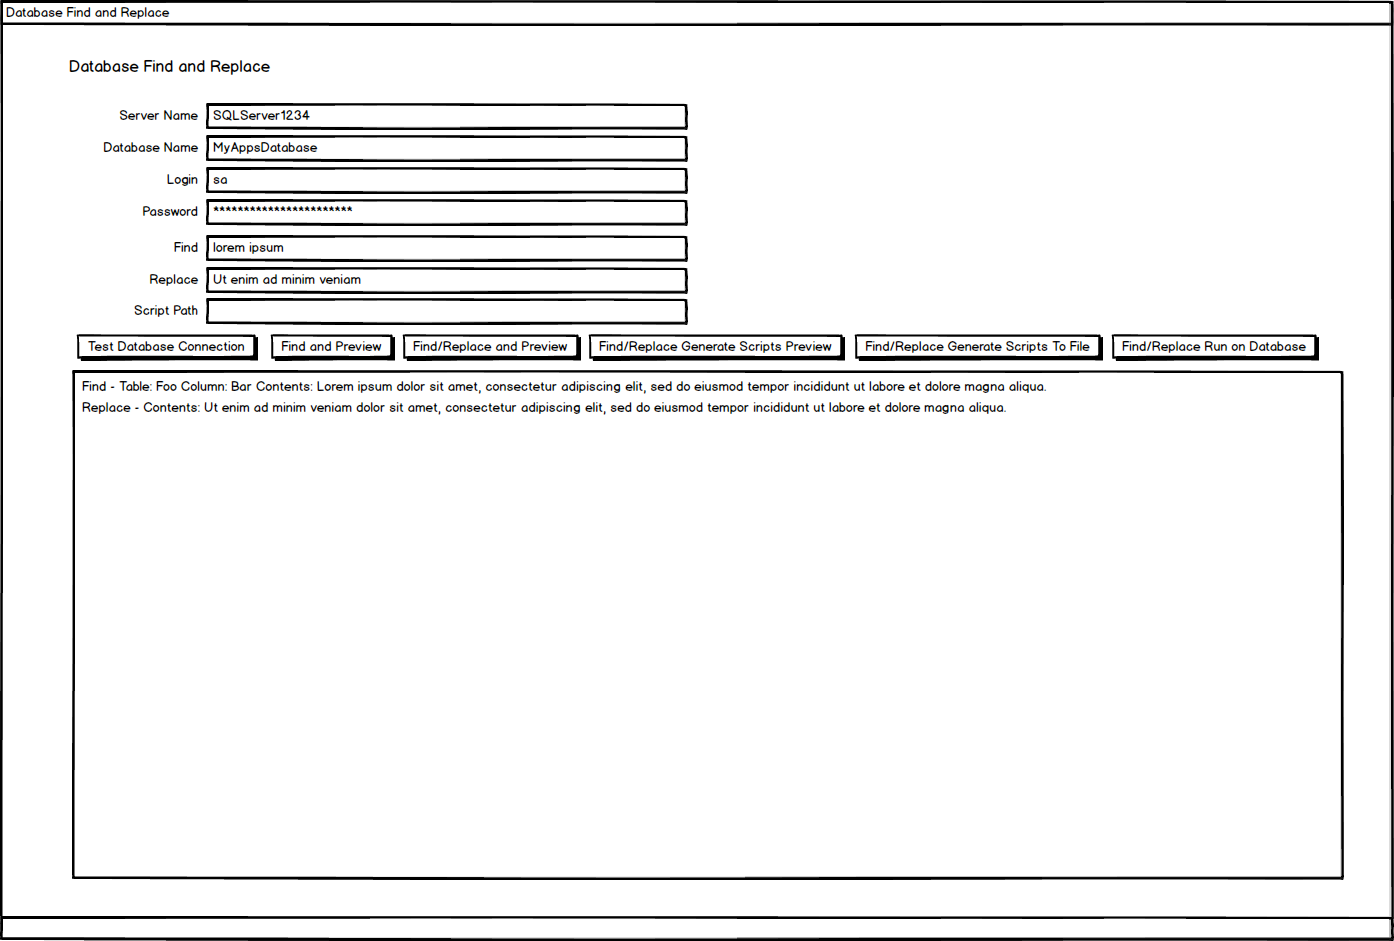 Database Find and Replace
Database Find and Replace
Server Name SQLServer1234
Database Name MyAppsDatabase
Login sa
Password ***********************
Find lorem ipsum
Replace Ut enim ad minim veniam
Script Path
Test Database Connection Find and Preview Find/Replace and Preview Find/Replace Generate Scripts Preview Find/Replace Generate Scripts To File Find/Replace Run on Database
Find - Table: Foo Column: Bar Contents: Lorem ipsum dolor sit amet, consectetur adipiscing elit, sed do eiusmod tempor incididunt ut labore et dolore magna aliqua.
Replace - Contents: Ut enim ad minim veniam dolor sit amet, consectetur adipiscing elit, sed do eiusmod tempor incididunt ut labore et dolore magna aliqua.